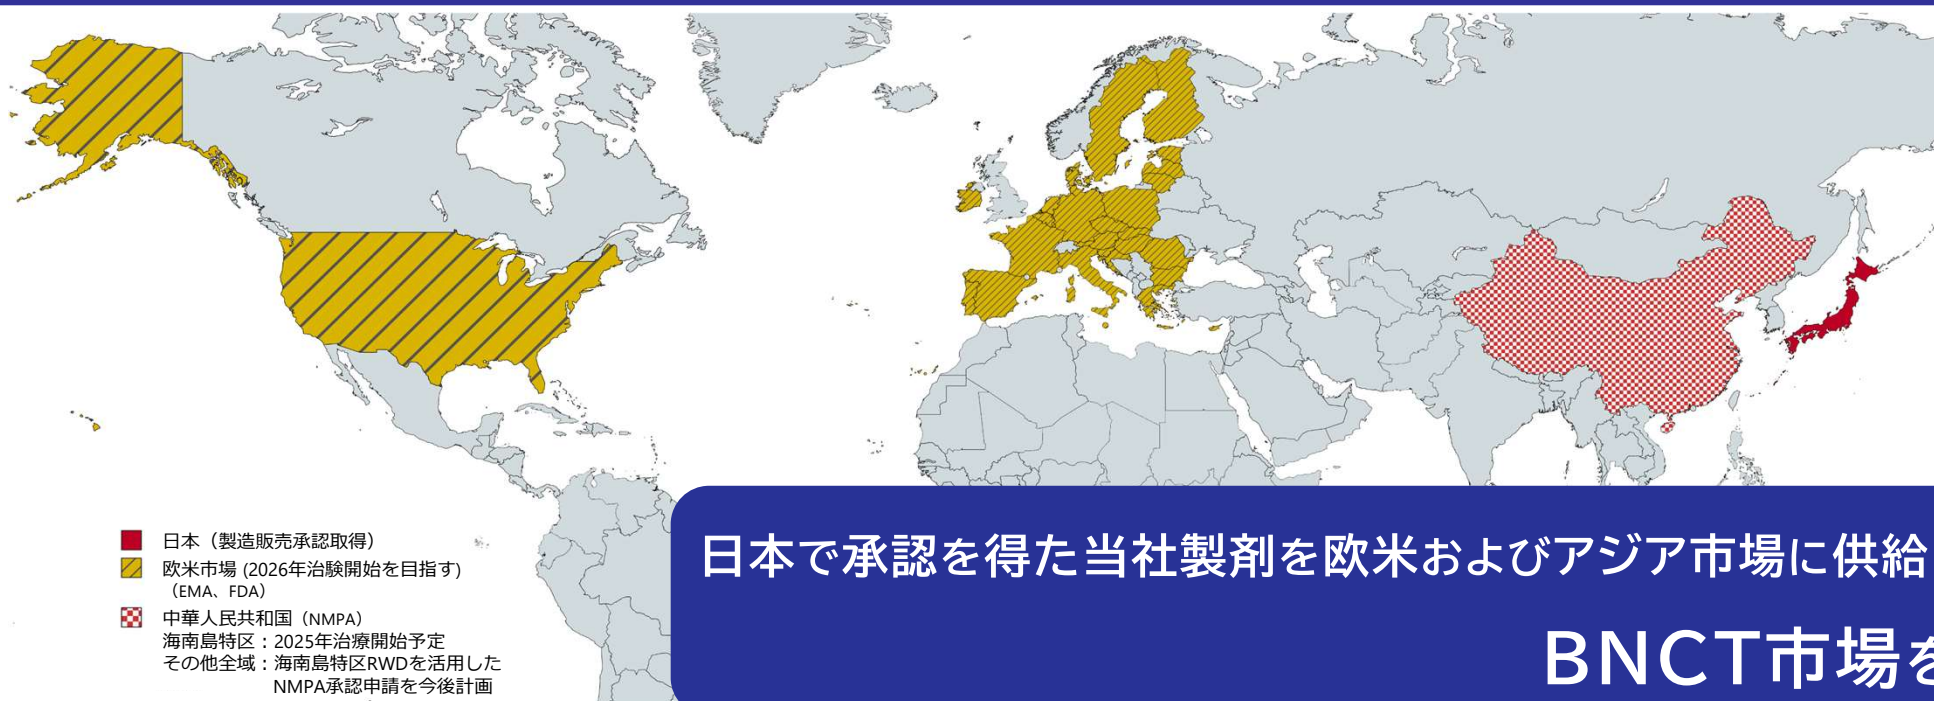 日本（製造販売承認取得）
欧米市場 (2026年治験開始を目指す)
（EMA、FDA）
中華人民共和国（NMPA）
海南島特区：2025年治療開始予定
その他全域：海南島特区RWDを活用した
NMPA承認申請を今後計画
日本で承認を得た当社製剤を欧米およびアジア市場に供給
BNCT市場を